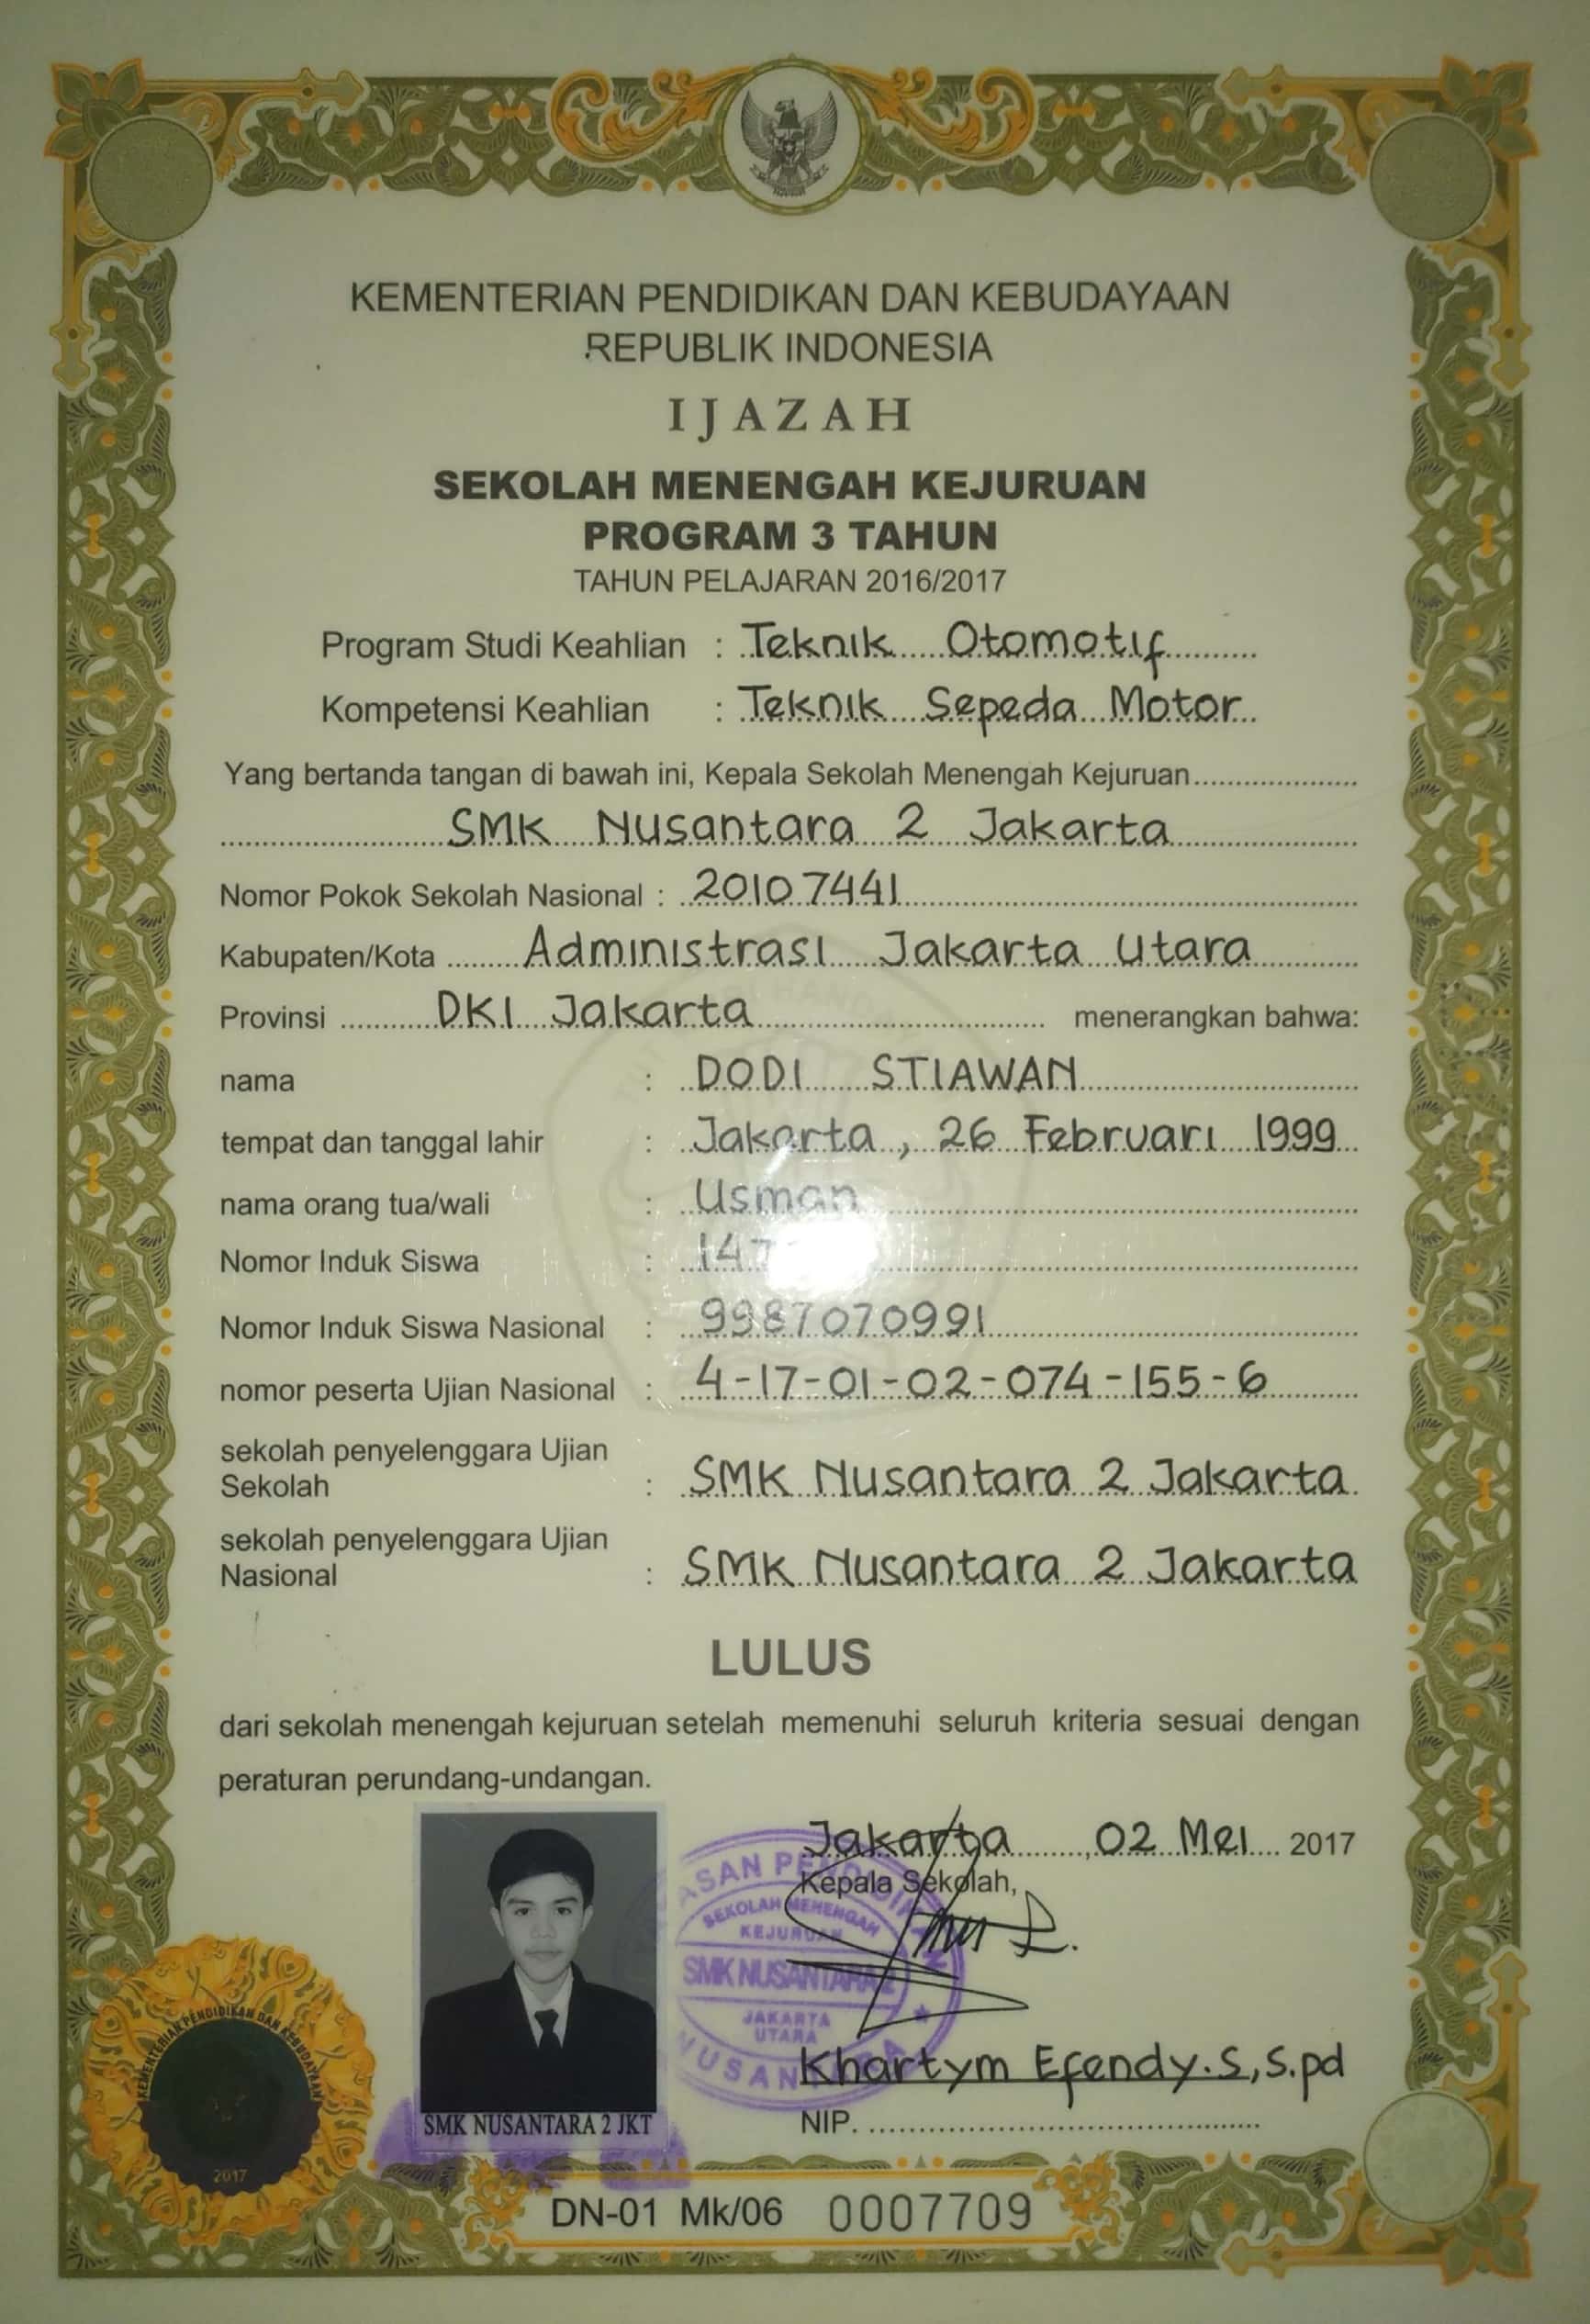 KEMENTERIAN PENDIDIKAN DAN KEBUDAYAAN
REPUBLIK INDONESIA
IJAZAH
SEKOLAH MENENGAH KEJURUAN
PROGRAM 3 TAHUN
TAHUN PELAJARAN 2016/2017
Program Studi Keahlian : Teknik Otomotif
Kompetensi Keahlian : Teknik Sepeda Motor
Yang bertanda tangan di bawah ini, Kepala Sekolah Menengah Kejuruan
SMK Nusantara 2 Jakarta
Nomor Pokok Sekolah Nasional : 20107441
Kabupaten/Kota Administrasi Jakarta Utara
Provinsi DKI Jakarta menerangkan bahwa:
nama : DODI STIAWAN
tempat dan tanggal lahir : Jakarta, 26 Februari 1999
nama orang tua/wali : Usman
Nomor Induk Siswa :
Nomor Induk Siswa Nasional : 9987070991
nomor peserta Ujian Nasional : 4-17-01-02-074-155-6
sekolah penyelenggara Ujian
Sekolah : SMK Nusantara 2 Jakarta
sekolah penyelenggara Ujian
Nasional : SMK Nusantara 2 Jakarta
LULUS
dari sekolah menengah kejuruan setelah memenuhi seluruh kriteria sesuai dengan
peraturan perundang-undangan.
Jakarta, 02 Mei 2017
Kepala Sekolah,
SEKOLAH MENENGAH
KEJURUAN
SMK NUSANTARA 2
JAKARTA
UTARA
NUSANTARA
Khartym Efendy.S, S.pd
NIP.
SMK NUSANTARA 2 JKT
KEMENTERIAN PENDIDIKAN DAN KEBUDAYAAN
2017
DN-01 Mk/06 0007709